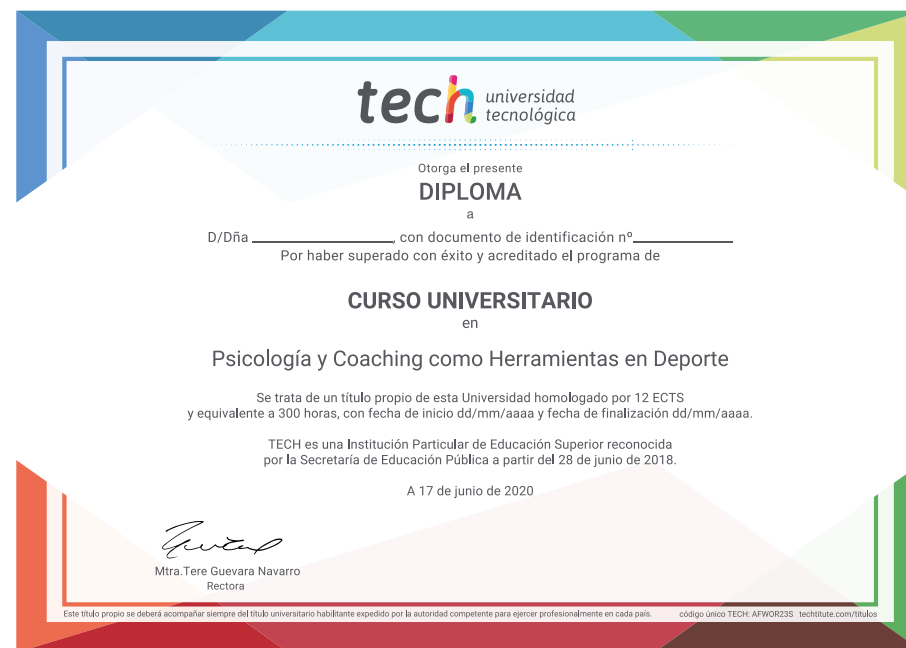 tech universidad
tecnológica
Otorga el presente
DIPLOMA
a
D/Dña ____________, con documento de identificación nº____________
Por haber superado con éxito y acreditado el programa de
CURSO UNIVERSITARIO
en
Psicología y Coaching como Herramientas en Deporte
Se trata de un título propio de esta Universidad homologado por 12 ECTS
y equivalente a 300 horas, con fecha de inicio dd/mm/aaaa y fecha de finalización dd/mm/aaaa.
TECH es una Institución Particular de Educación Superior reconocida
por la Secretaría de Educación Pública a partir del 28 de junio de 2018.
A 17 de junio de 2020
Mtra.Tere Guevara Navarro
Rectora
Este título propio se deberá acompañar siempre del título universitario habilitante expedido por la autoridad competente para ejercer profesionalmente en cada país. código único TECH: AFWOR23S techtitute.com/titulos